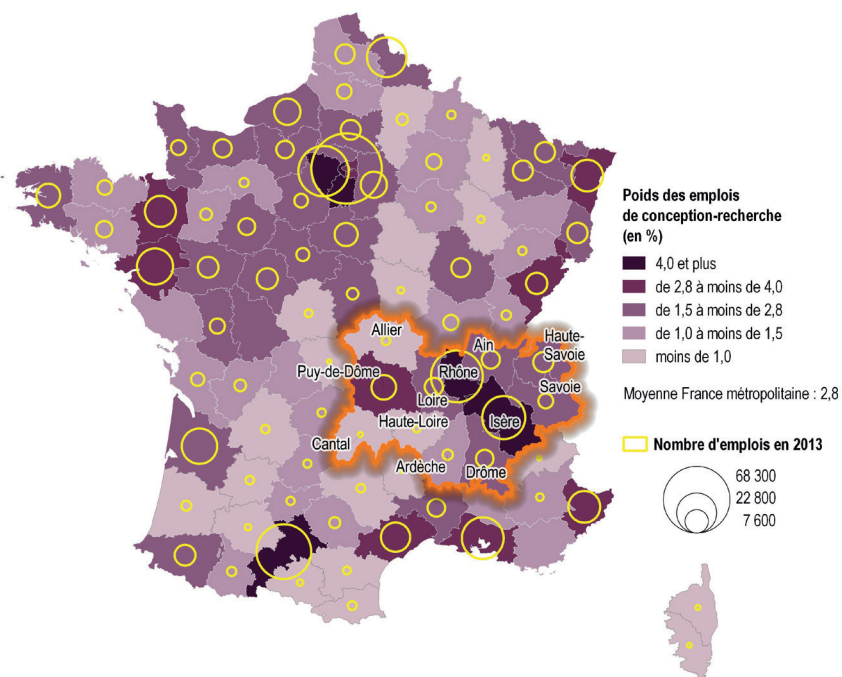 Allier
Ain
Haute-
Savoie
Puy-de-Dôme
Rhône
Loire
Savoie
Haute-Loire
Isère
Cantal
Ardèche
Drôme
Poids des emplois
de conception-recherche
(en %)
4,0 et plus
de 2,8 à moins de 4,0
de 1,5 à moins de 2,8
de 1,0 à moins de 1,5
moins de 1,0
Moyenne France métropolitaine : 2,8
Nombre d'emplois en 2013
68 300
22 800
7 600